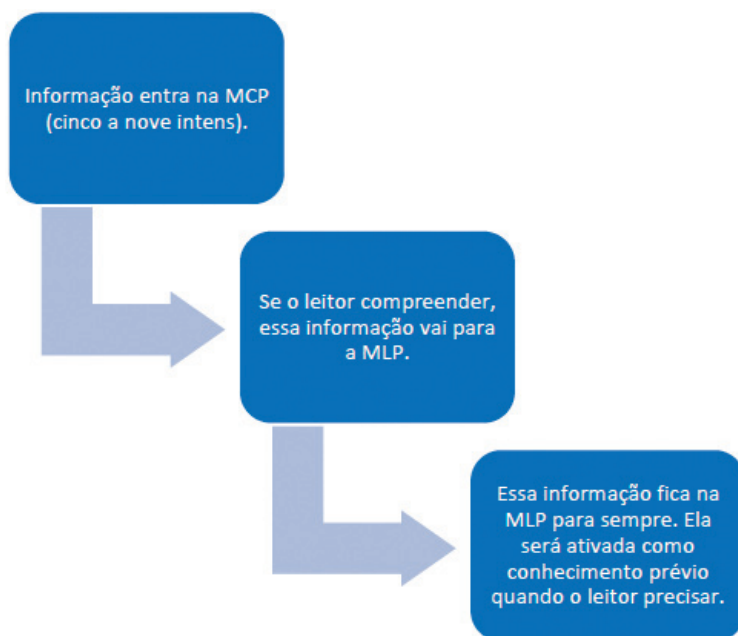 Informação entra na MCP
(cinco a nove intens).
Se o leitor compreender,
essa informação vai para
a MLP.
Essa informação fica na
MLP para sempre. Ela
será ativada como
conhecimento prévio
quando o leitor precisar.